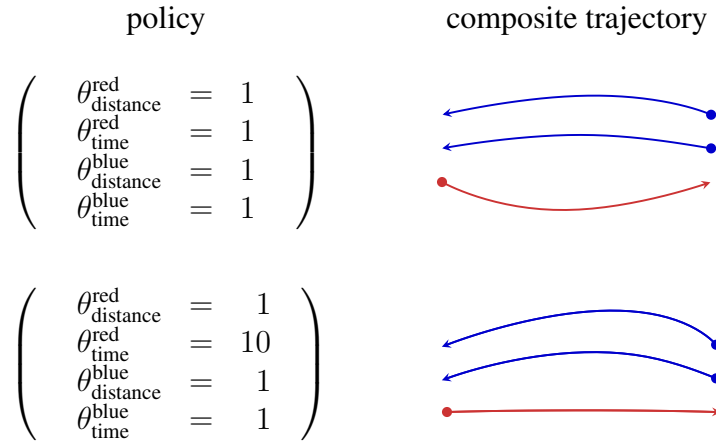 policy composite trajectory
θ^red_distance = 1
θ^red_time = 1
θ^blue_distance = 1
θ^blue_time = 1
θ^red_distance = 1
θ^red_time = 10
θ^blue_distance = 1
θ^blue_time = 1